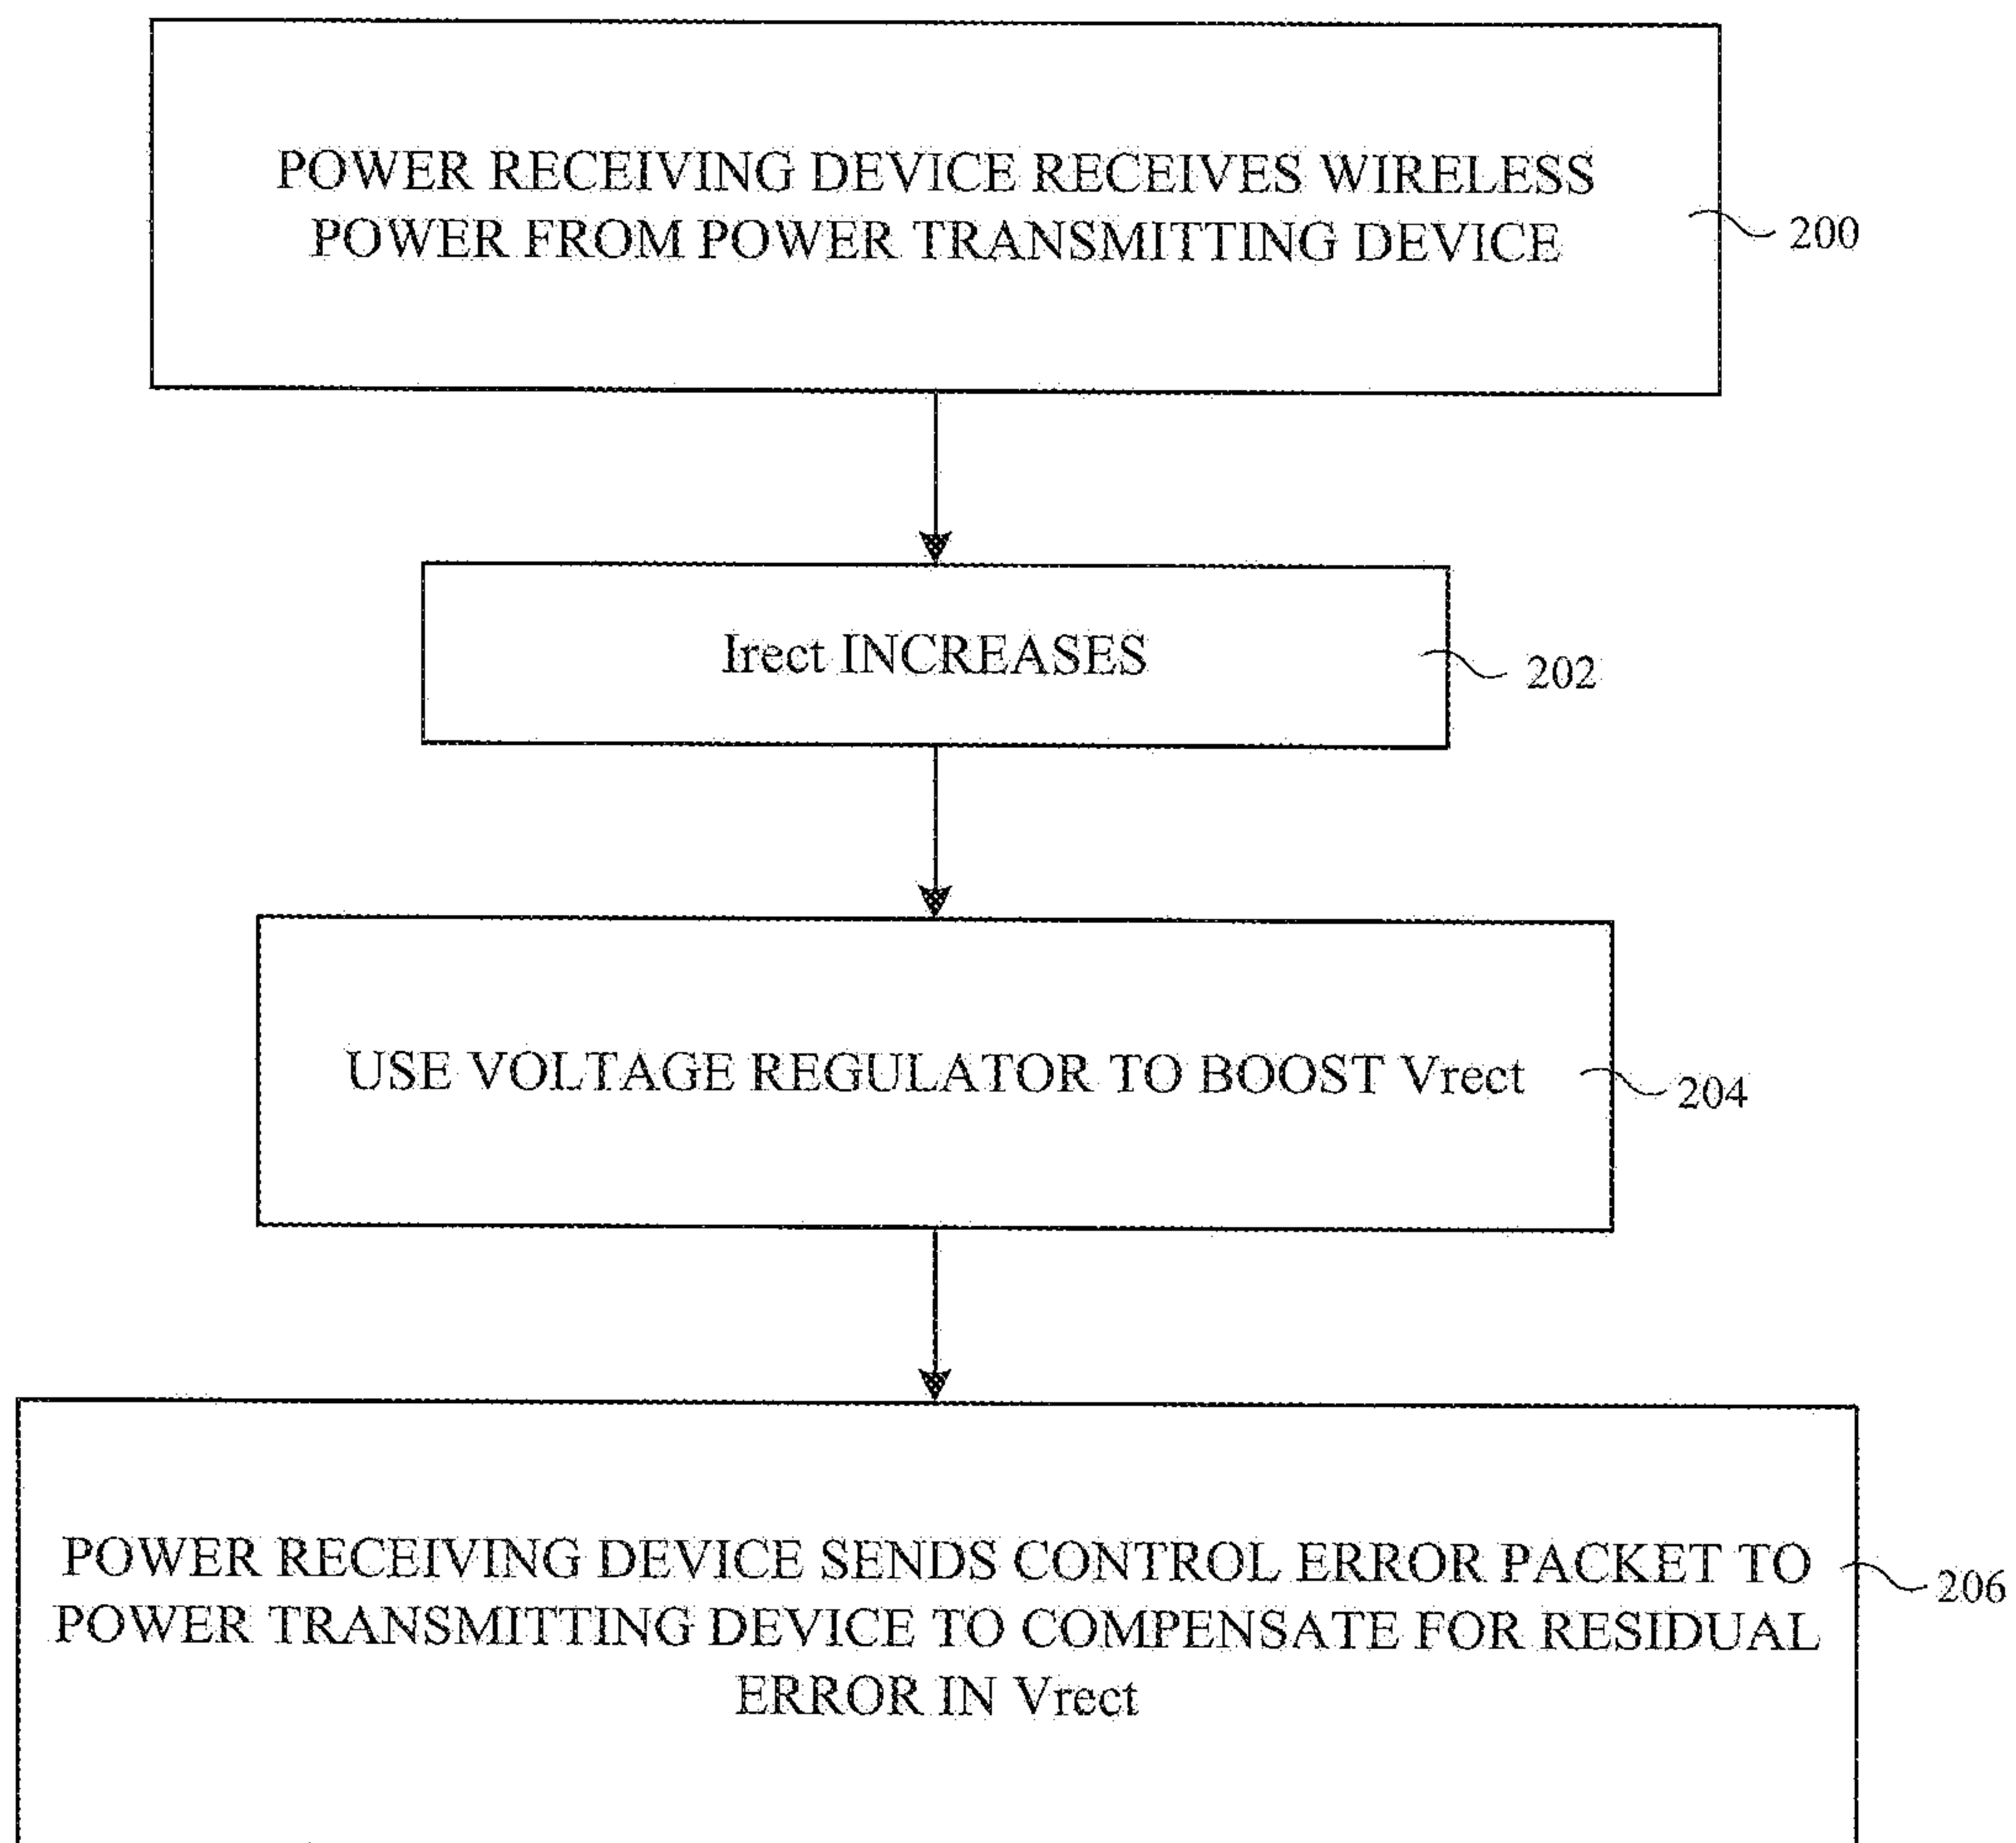 POWER RECEIVING DEVICE RECEIVES WIRELESS
POWER FROM POWER TRANSMITTING DEVICE
200
Irect INCREASES
202
USE VOLTAGE REGULATOR TO BOOST Vrect
204
POWER RECEIVING DEVICE SENDS CONTROL ERROR PACKET TO
206
POWER TRANSMITTING DEVICE TO COMPENSATE FOR RESIDUAL
ERROR IN Vrect